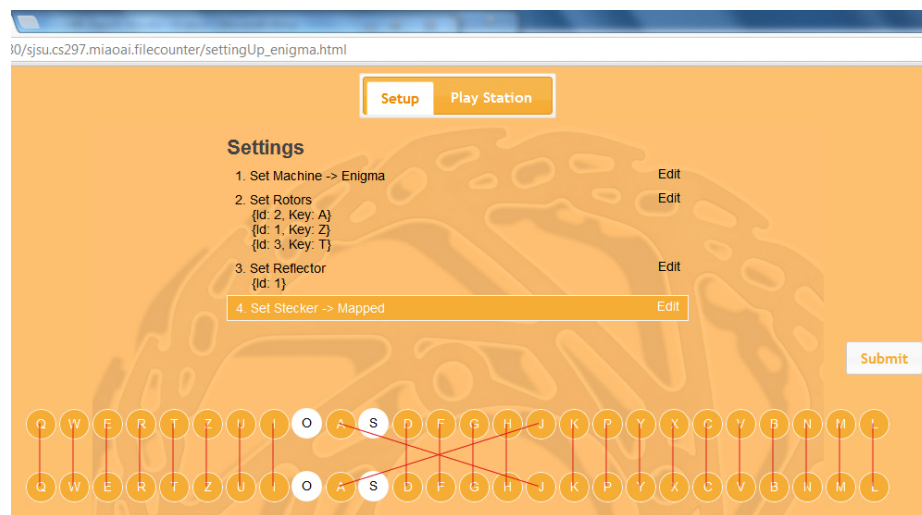 30/sjsu.cs297.miaoai.filecounter/settingUp_enigma.html
Setup Play Station
Settings
1. Set Machine -> Enigma Edit
2. Set Rotors Edit
{Id: 2, Key: A}
{Id: 1, Key: Z}
{Id: 3, Key: T}
3. Set Reflector Edit
{Id: 1}
4. Set Stecker -> Mapped Edit
Submit
Q W E R T Z U I O A S D F G H J K P Y X C V B N M L
Q W E R T Z U I O A S D F G H J K P Y X C V B N M L